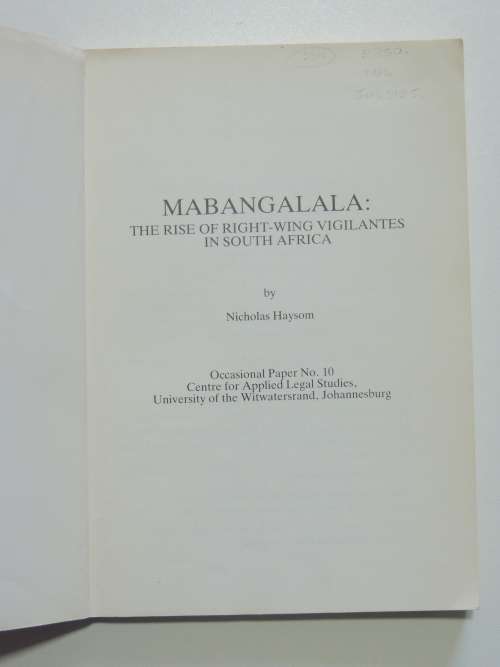 MABANGALALA:
THE RISE OF RIGHT-WING VIGILANTES
IN SOUTH AFRICA
by
Nicholas Haysom
Occasional Paper No. 10
Centre for Applied Legal Studies,
University of the Witwatersrand, Johannesburg